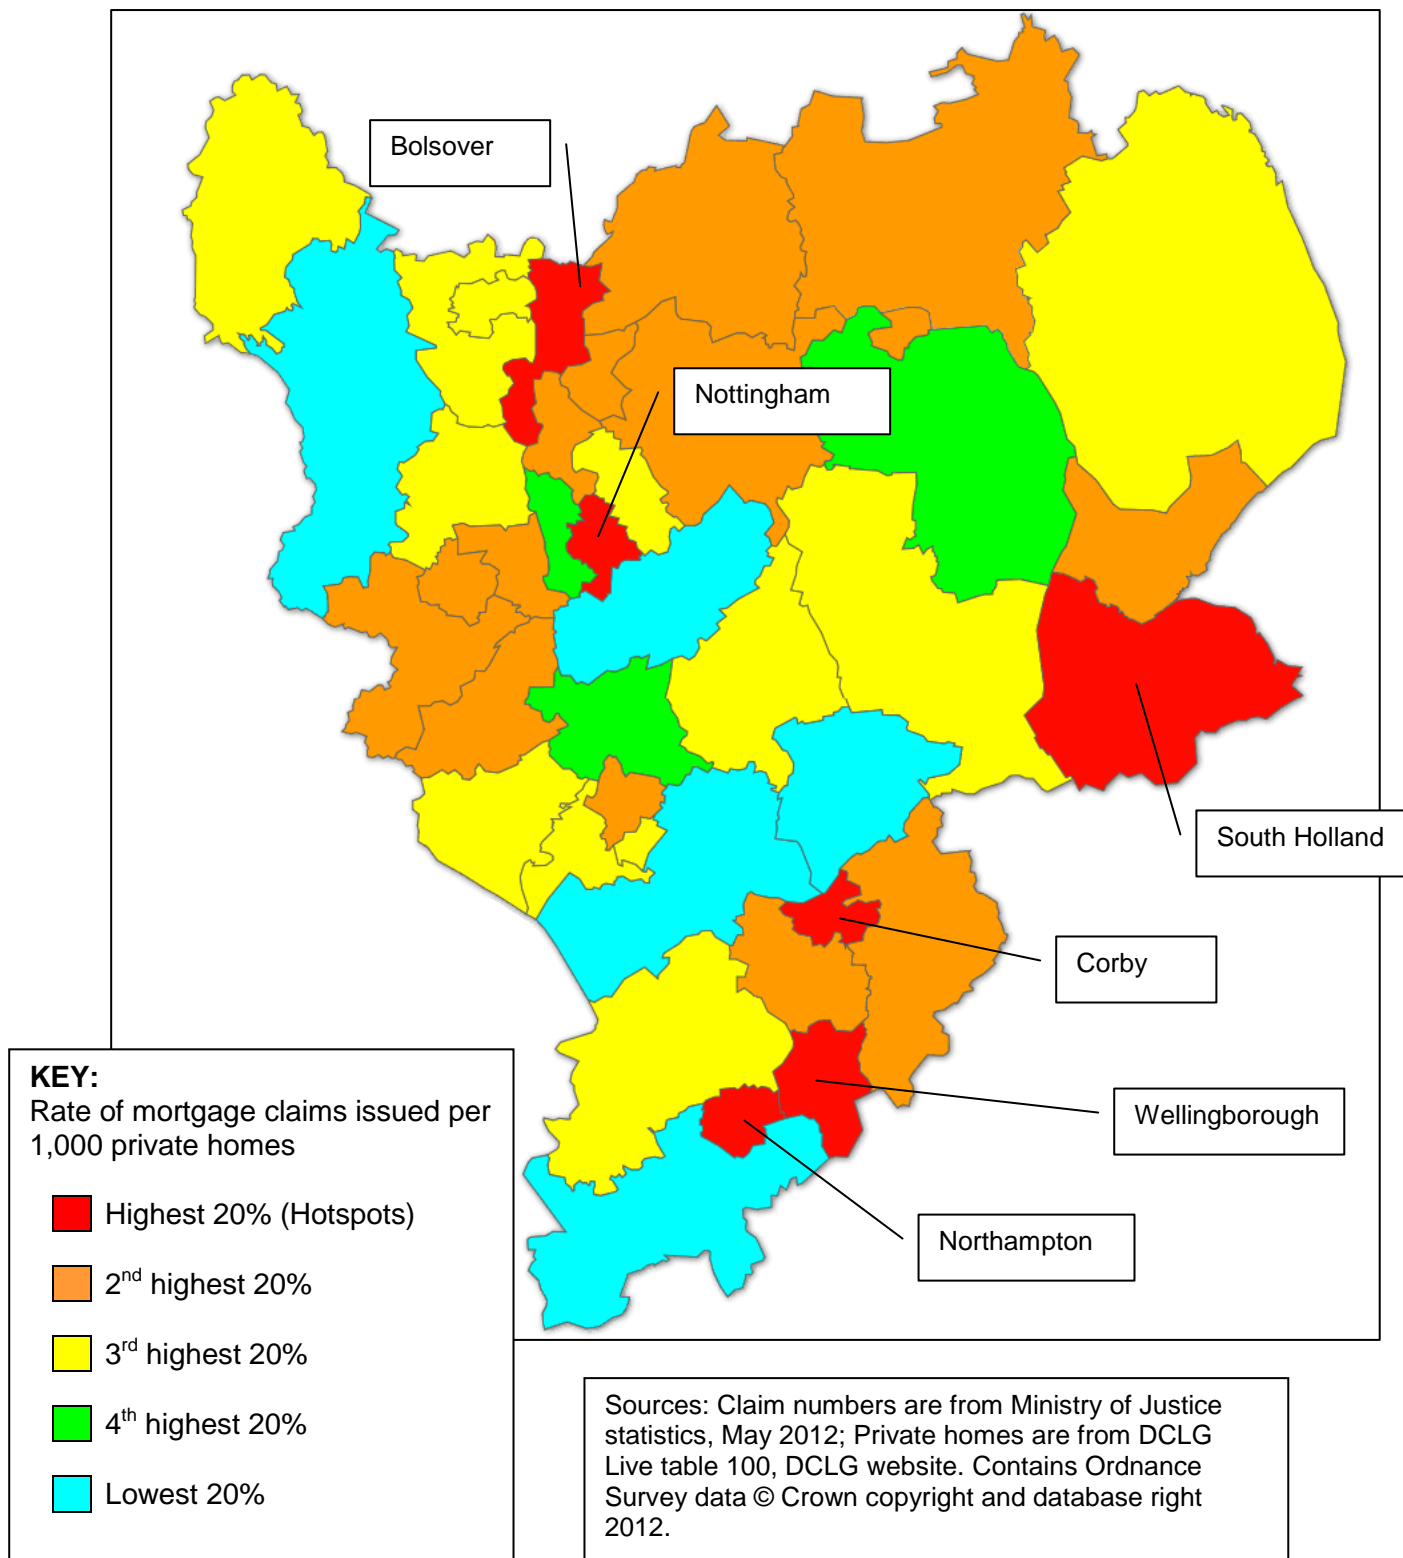 Bolsover
Nottingham
South Holland
Corby
Wellingborough
Northampton
KEY:
Rate of mortgage claims issued per
1,000 private homes
Highest 20% (Hotspots)
2nd highest 20%
3rd highest 20%
4th highest 20%
Lowest 20%
Sources: Claim numbers are from Ministry of Justice
statistics, May 2012; Private homes are from DCLG
Live table 100, DCLG website. Contains Ordnance
Survey data © Crown copyright and database right
2012.